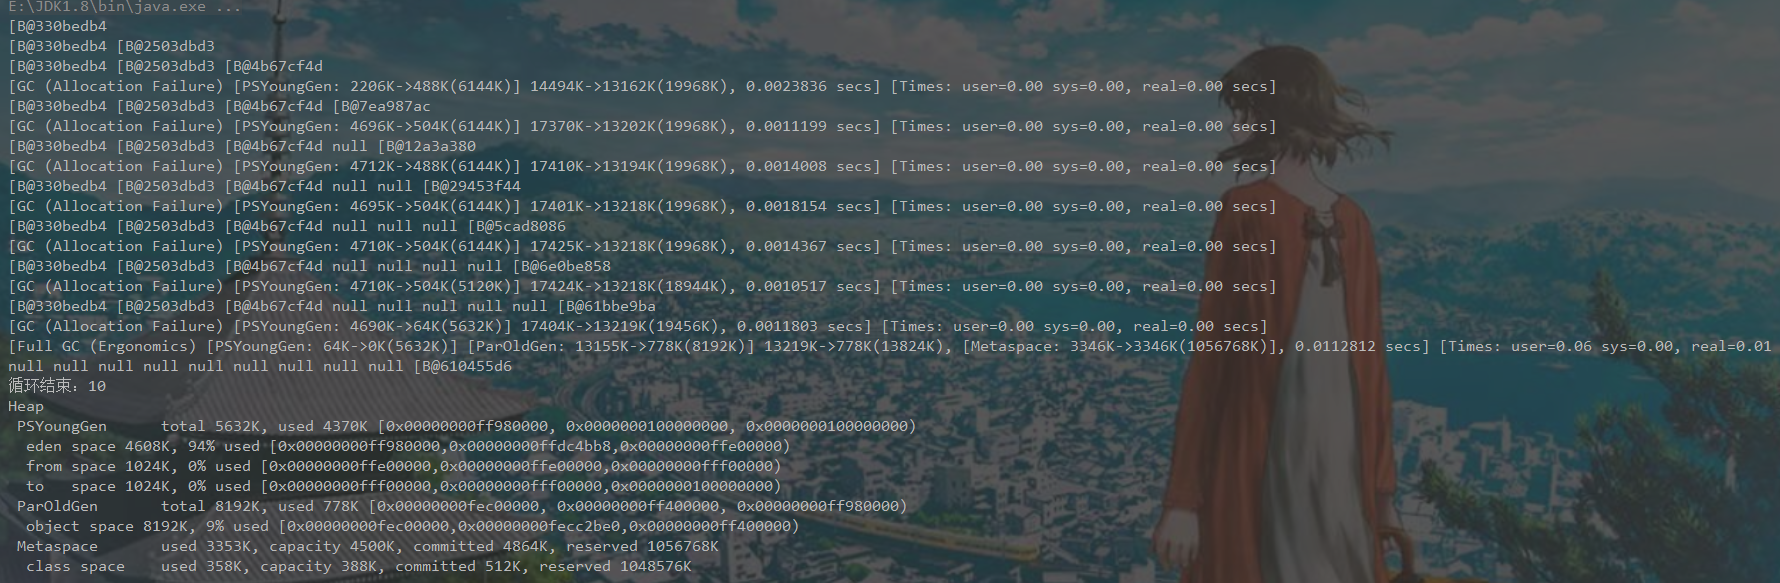 E:\JDK1.8\bin\java.exe ...
[B@330bedb4
[B@330bedb4 [B@2503dbd3
[B@330bedb4 [B@2503dbd3 [B@4b67cf4d
[GC (Allocation Failure) [PSYoungGen: 2206K->488K(6144K)] 14494K->13162K(19968K), 0.0023836 secs] [Times: user=0.00 sys=0.00, real=0.00 secs]
[B@330bedb4 [B@2503dbd3 [B@4b67cf4d [B@7ea987ac
[GC (Allocation Failure) [PSYoungGen: 4696K->504K(6144K)] 17370K->13202K(19968K), 0.0011199 secs] [Times: user=0.00 sys=0.00, real=0.00 secs]
[B@330bedb4 [B@2503dbd3 [B@4b67cf4d null [B@12a3a380
[GC (Allocation Failure) [PSYoungGen: 4712K->488K(6144K)] 17410K->13194K(19968K), 0.0014008 secs] [Times: user=0.00 sys=0.00, real=0.00 secs]
[B@330bedb4 [B@2503dbd3 [B@4b67cf4d null null [B@29453f44
[GC (Allocation Failure) [PSYoungGen: 4695K->504K(6144K)] 17401K->13218K(19968K), 0.0018154 secs] [Times: user=0.00 sys=0.00, real=0.00 secs]
[B@330bedb4 [B@2503dbd3 [B@4b67cf4d null null null [B@5cad8086
[GC (Allocation Failure) [PSYoungGen: 4710K->504K(6144K)] 17425K->13218K(19968K), 0.0014367 secs] [Times: user=0.00 sys=0.00, real=0.00 secs]
[B@330bedb4 [B@2503dbd3 [B@4b67cf4d null null null null [B@6e0be858
[GC (Allocation Failure) [PSYoungGen: 4710K->504K(5120K)] 17424K->13218K(18944K), 0.0010517 secs] [Times: user=0.00 sys=0.00, real=0.00 secs]
[B@330bedb4 [B@2503dbd3 [B@4b67cf4d null null null null null [B@61bbe9ba
[GC (Allocation Failure) [PSYoungGen: 4690K->64K(5632K)] 17404K->13219K(19456K), 0.0011803 secs] [Times: user=0.00 sys=0.00, real=0.00 secs]
[Full GC (Ergonomics) [PSYoungGen: 64K->0K(5632K)] [ParOldGen: 13155K->778K(8192K)] 13219K->778K(13824K), [Metaspace: 3346K->3346K(1056768K)], 0.0112812 secs] [Times: user=0.06 sys=0.00, real=0.01
null null null null null null null null null [B@610455d6
循环结束：10
Heap
PSYoungGen total 5632K, used 4370K [0x00000000ff980000, 0x0000000100000000, 0x0000000100000000)
eden space 4608K, 94% used [0x00000000ff980000,0x00000000ffdc4bb8,0x00000000ffe00000)
from space 1024K, 0% used [0x00000000ffe00000,0x00000000ffe00000,0x00000000fff00000)
to space 1024K, 0% used [0x00000000fff00000,0x00000000fff00000,0x0000000100000000)
ParOldGen total 8192K, used 778K [0x00000000fec00000, 0x00000000ff400000, 0x00000000ff980000)
object space 8192K, 9% used [0x00000000fec00000,0x00000000fecc2be0,0x00000000ff400000)
Metaspace used 3353K, capacity 4500K, committed 4864K, reserved 1056768K
class space used 358K, capacity 388K, committed 512K, reserved 1048576K